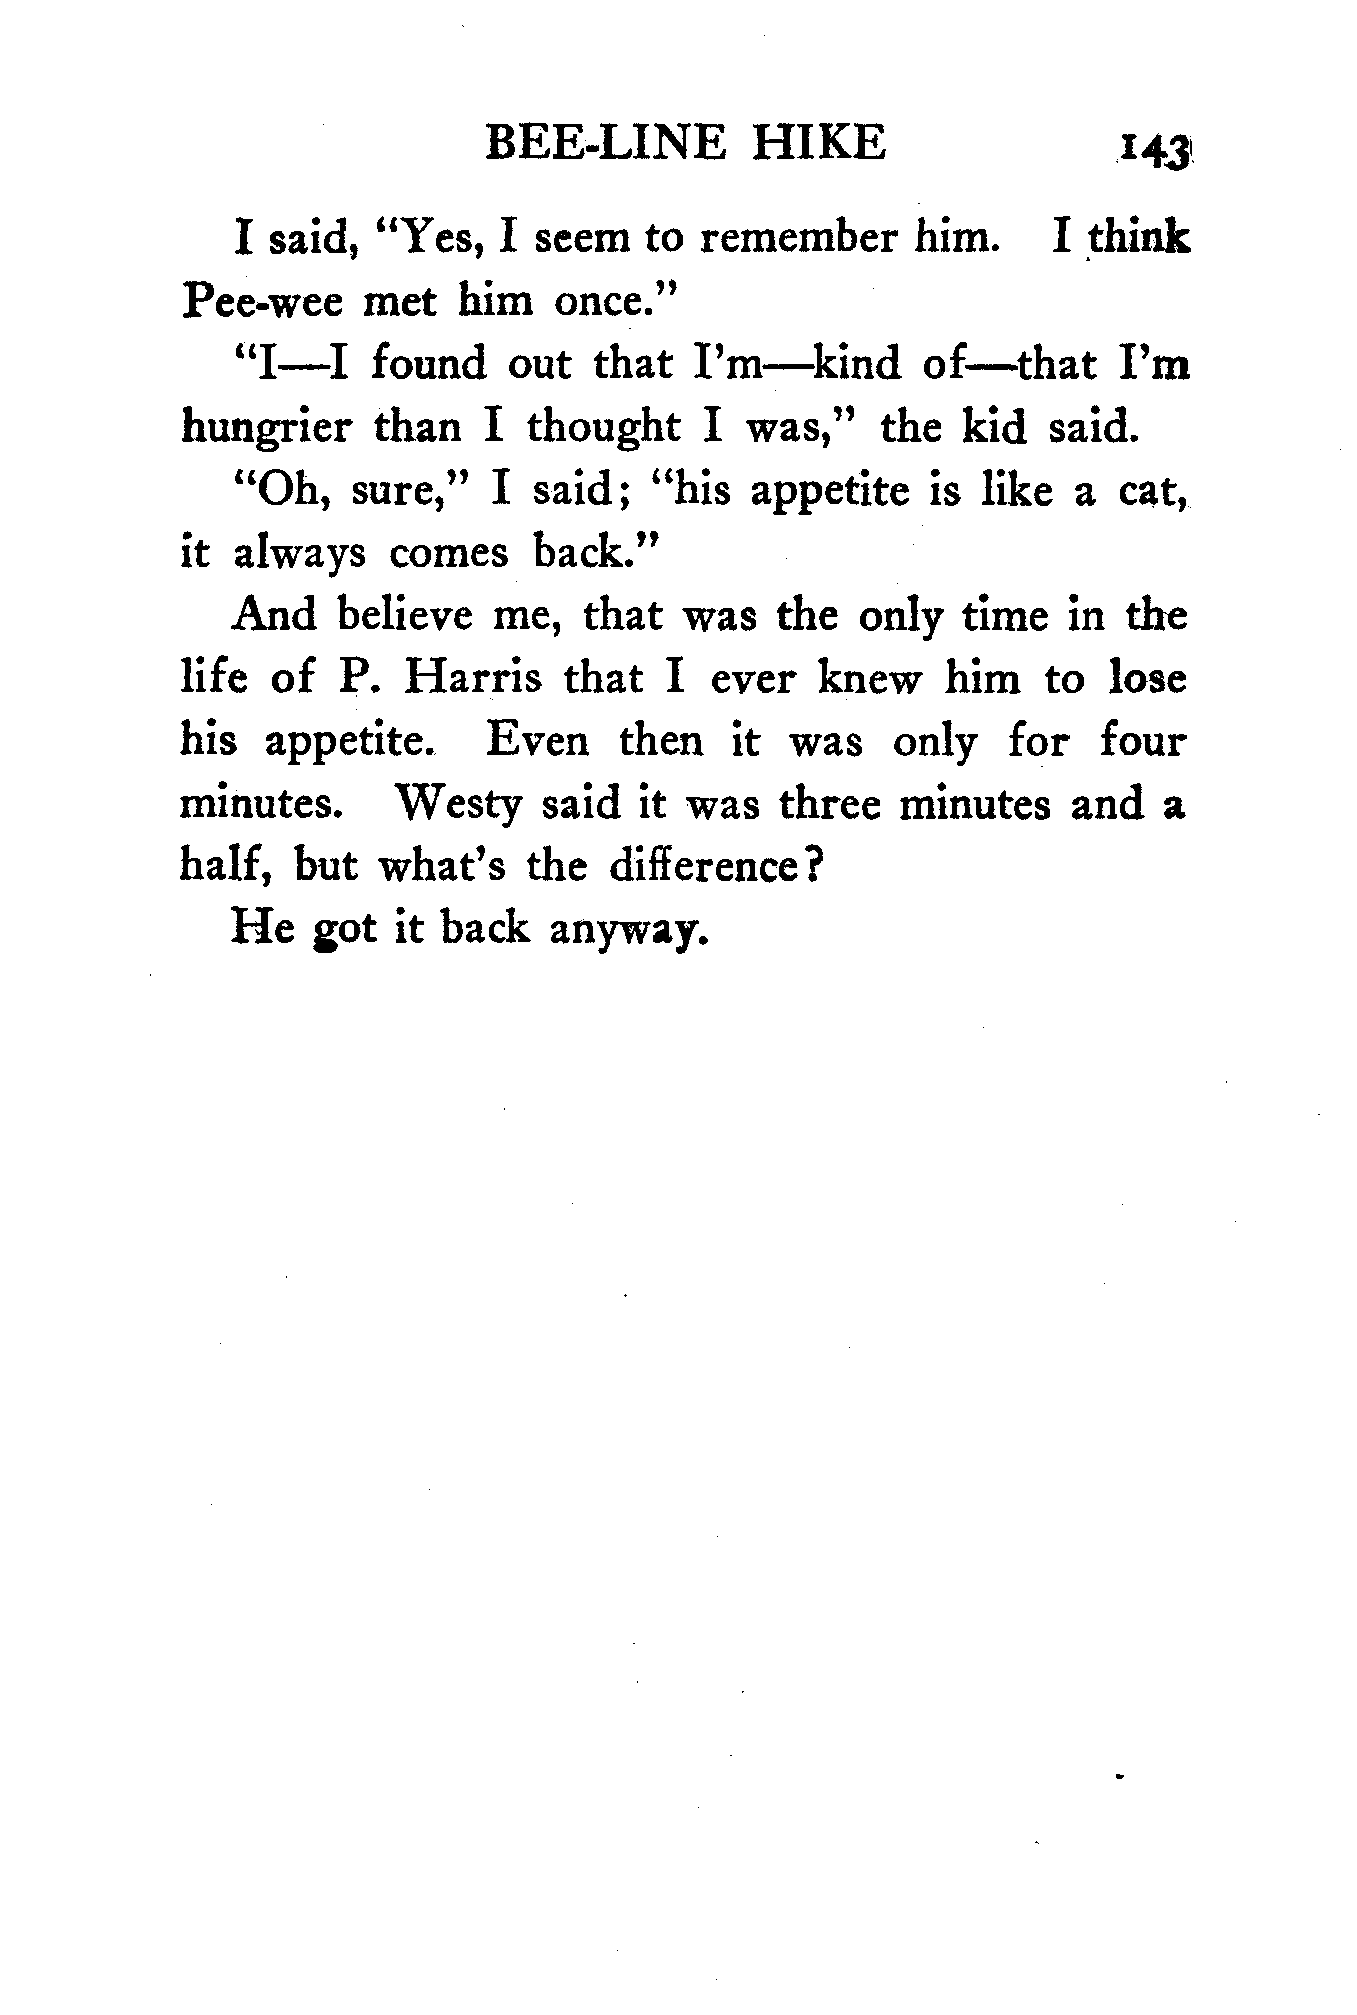 BEE-LINE HIKE 143
I said, “Yes, I seem to remember him. I think
Pee-wee met him once.”
“I—I found out that I’m—kind of—that I’m
hungrier than I thought I was,” the kid said.
“Oh, sure,” I said; “his appetite is like a cat,
it always comes back.”
And believe me, that was the only time in the
life of P. Harris that I ever knew him to lose
his appetite. Even then it was only for four
minutes. Westy said it was three minutes and a
half, but what’s the difference?
He got it back anyway.